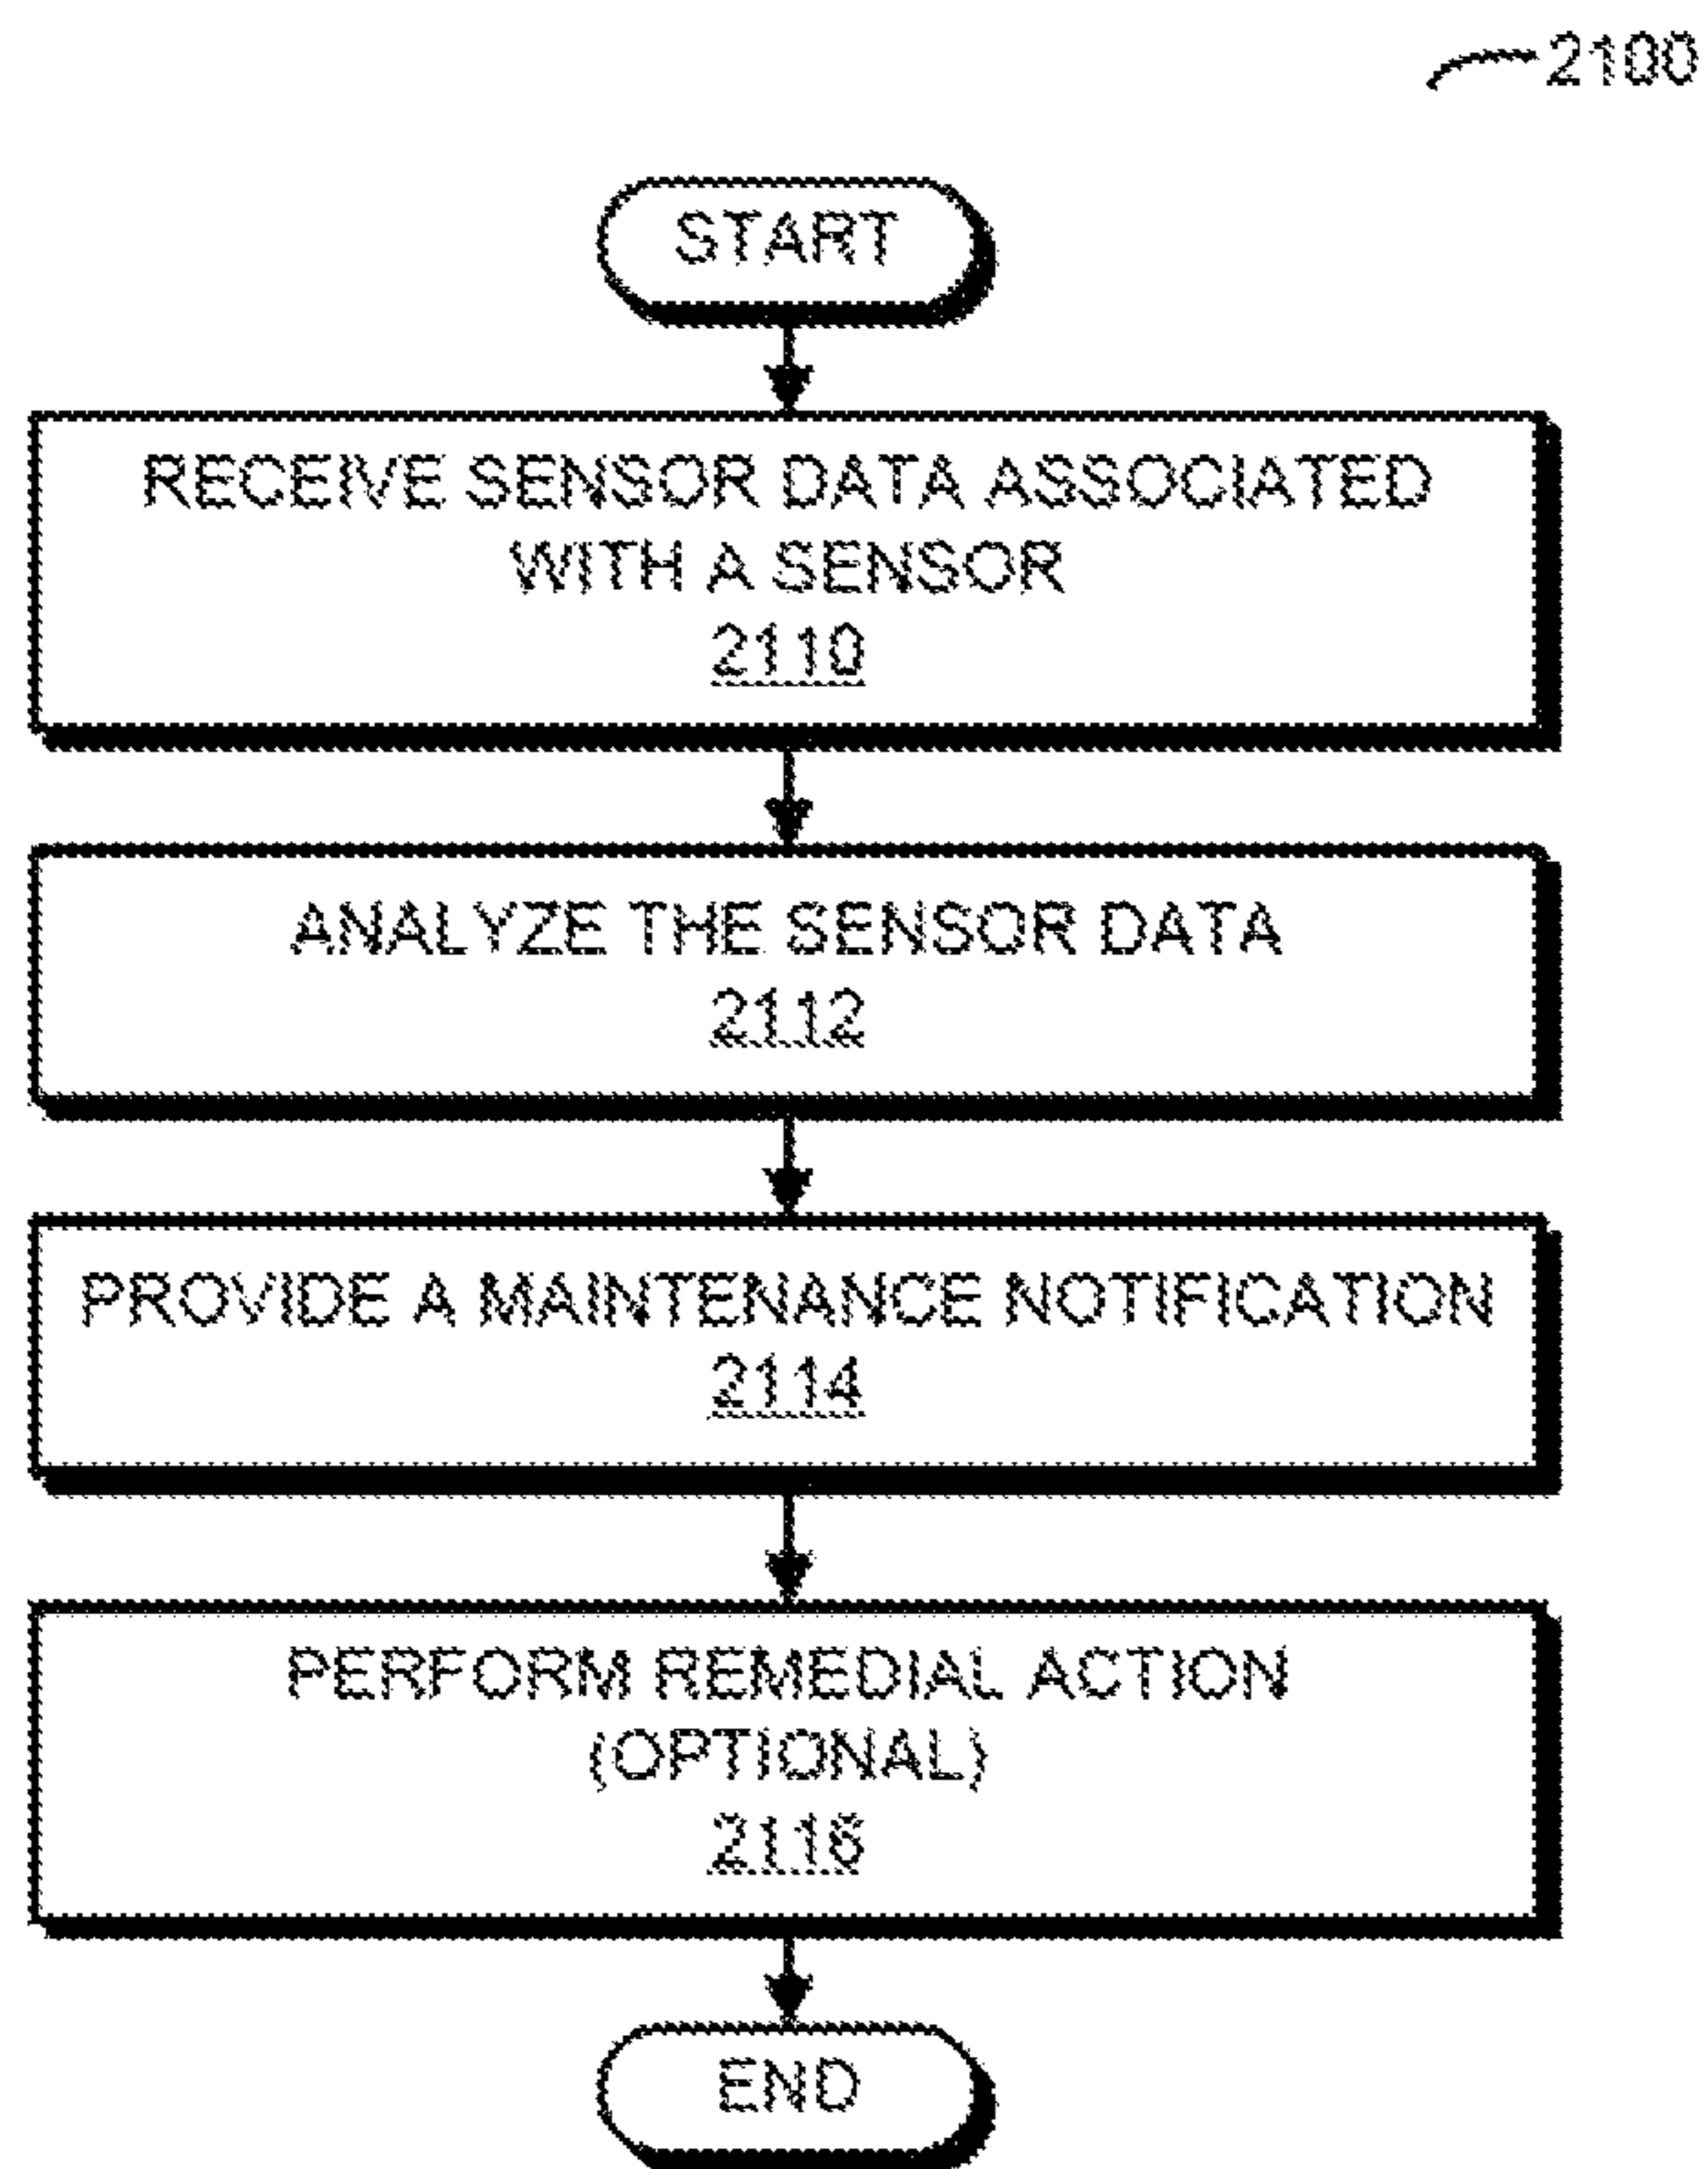 2100
START
RECEIVE SENSOR DATA ASSOCIATED
WITH A SENSOR
2110
ANALYZE THE SENSOR DATA
2112
PROVIDE A MAINTENANCE NOTIFICATION
2114
PERFORM REMEDIAL ACTION
(OPTIONAL)
2116
END